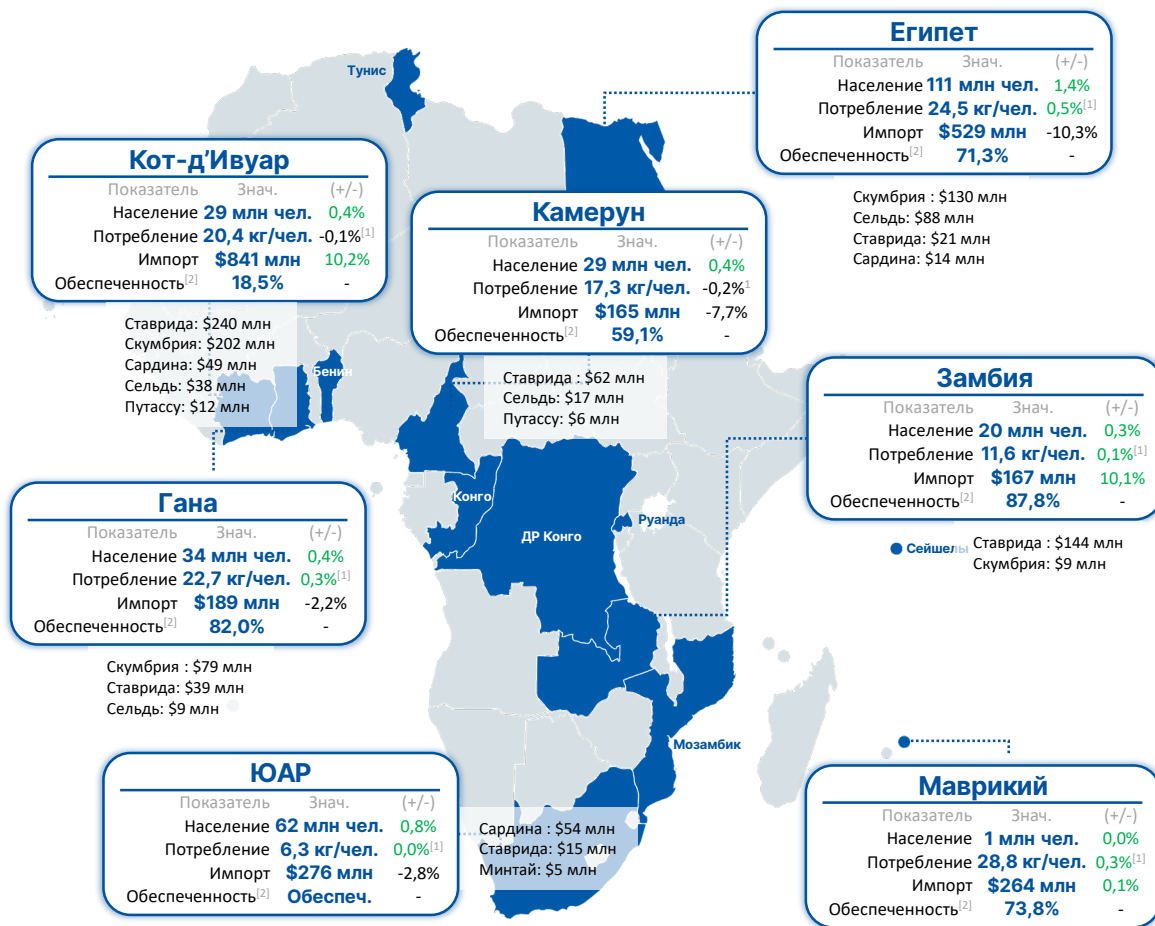 Египет
Показатель Знач. (+/-)
Население 111 млн чел. 1,4%
Потребление 24,5 кг/чел. 0,5%[1]
Импорт $529 млн -10,3%
Обеспеченность[2] 71,3% -
Скумбрия : $130 млн
Сельдь: $88 млн
Ставрида: $21 млн
Сардина: $14 млн
Тунис
Кот-д'Ивуар
Показатель Знач. (+/-)
Население 29 млн чел. 0,4%
Потребление 20,4 кг/чел. -0,1%[1]
Импорт $841 млн 10,2%
Обеспеченность[2] 18,5% -
Ставрида: $240 млн
Скумбрия: $202 млн
Сардина: $49 млн
Сельдь: $38 млн
Путассу: $12 млн
Бенин
Камерун
Показатель Знач. (+/-)
Население 29 млн чел. 0,4%
Потребление 17,3 кг/чел. -0,2%1
Импорт $165 млн -7,7%
Обеспеченность[2] 59,1% -
Ставрида : $62 млн
Сельдь: $17 млн
Путассу: $6 млн
Замбия
Показатель Знач. (+/-)
Население 20 млн чел. 0,3%
Потребление 11,6 кг/чел. 0,1%[1]
Импорт $167 млн 10,1%
Обеспеченность[2] 87,8% -
Ставрида : $144 млн
Скумбрия: $9 млн
Сейшелы
Конго
ДР Конго
Руанда
Гана
Показатель Знач. (+/-)
Население 34 млн чел. 0,4%
Потребление 22,7 кг/чел. 0,3%[1]
Импорт $189 млн -2,2%
Обеспеченность[2] 82,0% -
Скумбрия : $79 млн
Ставрида: $39 млн
Сельдь: $9 млн
Мозамбик
ЮАР
Показатель Знач. (+/-)
Население 62 млн чел. 0,8%
Потребление 6,3 кг/чел. 0,0%[1]
Импорт $276 млн -2,8%
Обеспеченность[2] Обеспеч. -
Сардина : $54 млн
Ставрида: $15 млн
Минтай: $5 млн
Маврикий
Показатель Знач. (+/-)
Население 1 млн чел. 0,0%
Потребление 28,8 кг/чел. 0,3%[1]
Импорт $264 млн 0,1%
Обеспеченность[2] 73,8% -